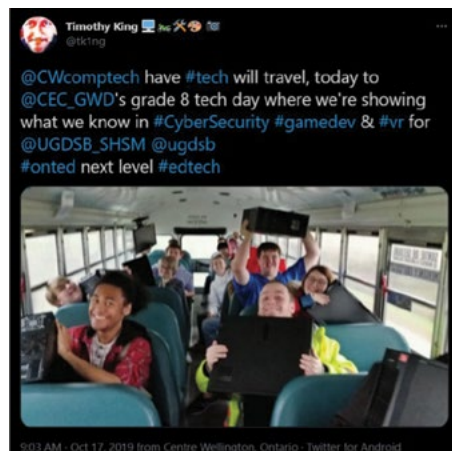 Timothy King
@tk1ng
@CWcomptech have #tech will travel, today to
@CEC_GWD's grade 8 tech day where we're showing
what we know in #CyberSecurity #gamedev & #vr for
@UGDSB_SHSM @ugdsb
#onted next level #edtech
9:03 AM · Oct 17, 2019 from Centre Wellington, Ontario · Twitter for Android